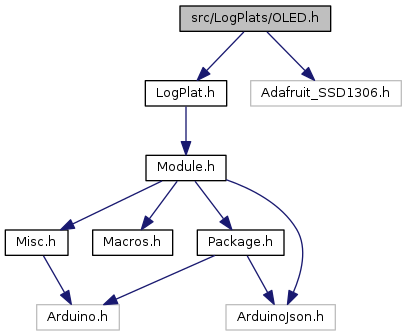 src/LogPlats/OLED.h
LogPlat.h
Adafruit_SSD1306.h
Module.h
Misc.h
Macros.h
Package.h
Arduino.h
ArduinoJson.h